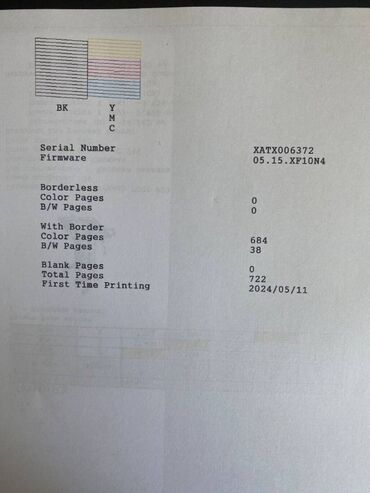 BK Y
M
C
Serial Number XATX006372
Firmware 05.15.XF10N4
Borderless
Color Pages 0
B/W Pages 0
With Border
Color Pages 684
B/W Pages 38
Blank Pages 0
Total Pages 722
First Time Printing 2024/05/11